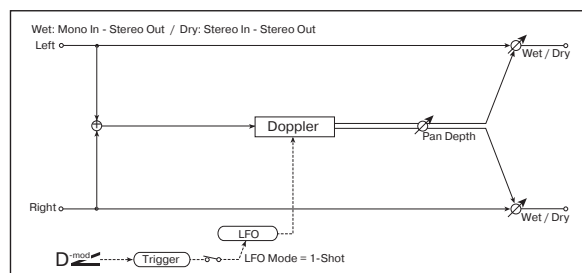 Wet: Mono In - Stereo Out / Dry: Stereo In - Stereo Out
Left
Wet / Dry
+
Doppler
Pan Depth
Right
Wet / Dry
LFO
D-mod
Trigger
LFO Mode = 1-Shot